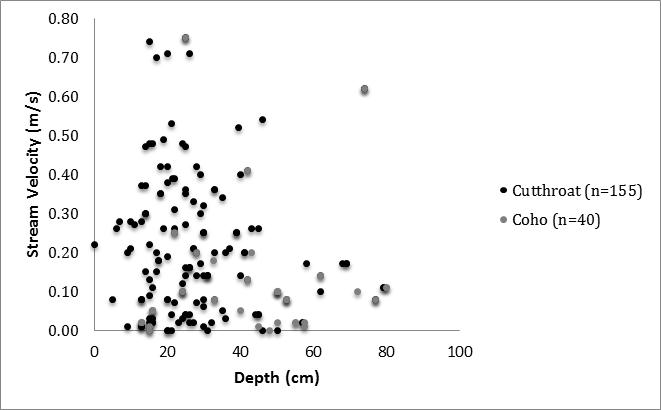 0.80
0.70
0.60
0.50
0.40
0.30
0.20
0.10
0.00
Stream Velocity (m/s)
0 20 40 60 80 100
Depth (cm)
Cutthroat (n=155)
Coho (n=40)